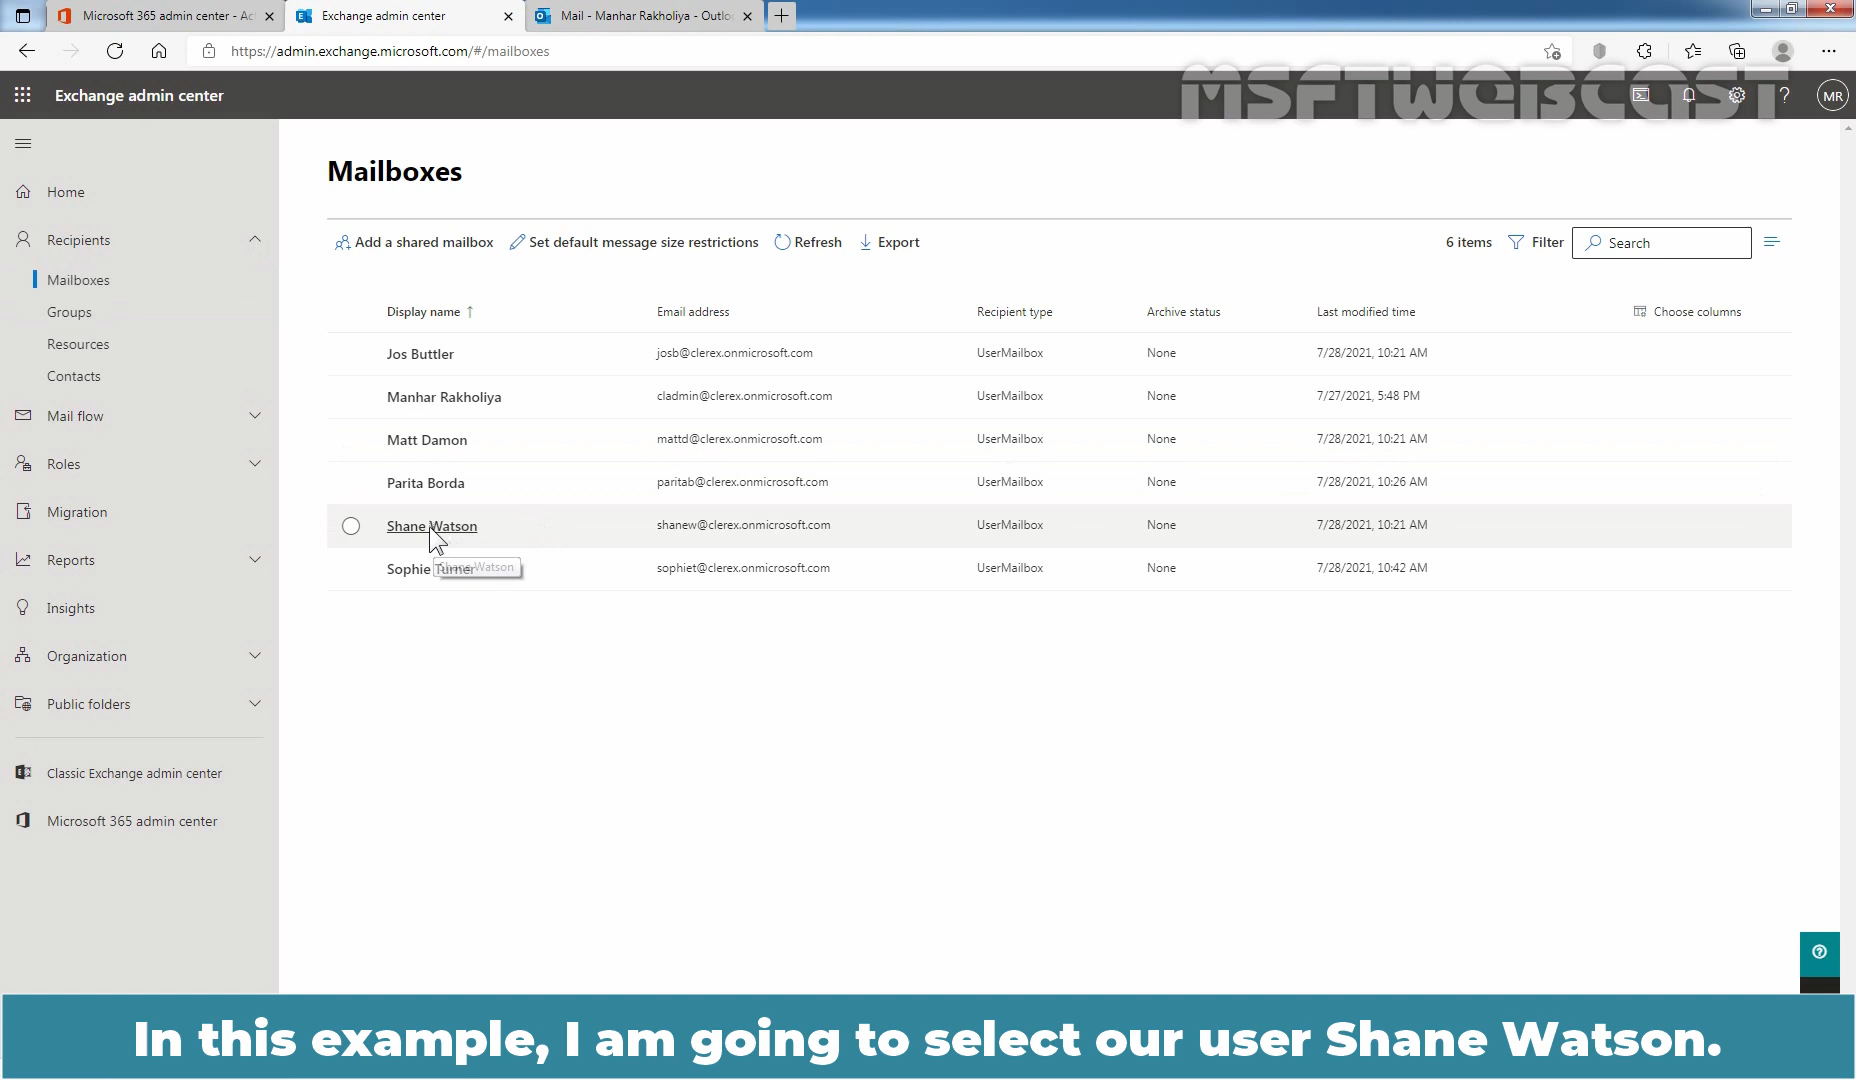 Microsoft 365 admin center - Ac
Exchange admin center
Mail - Manhar Rakholiya - Outlo
https://admin.exchange.microsoft.com/#/mailboxes
Exchange admin center
MSFTWEBCAST
MR
Mailboxes
Home
Recipients
Mailboxes
Groups
Resources
Contacts
Mail flow
Roles
Migration
Reports
Insights
Organization
Public folders
Classic Exchange admin center
Microsoft 365 admin center
Add a shared mailbox Set default message size restrictions Refresh Export 6 items Filter Search
Display name ↑ Email address Recipient type Archive status Last modified time Choose columns
Jos Buttler josb@clerex.onmicrosoft.com UserMailbox None 7/28/2021, 10:21 AM
Manhar Rakholiya cladmin@clerex.onmicrosoft.com UserMailbox None 7/27/2021, 5:48 PM
Matt Damon mattd@clerex.onmicrosoft.com UserMailbox None 7/28/2021, 10:21 AM
Parita Borda paritab@clerex.onmicrosoft.com UserMailbox None 7/28/2021, 10:26 AM
Shane Watson shanew@clerex.onmicrosoft.com UserMailbox None 7/28/2021, 10:21 AM
Shane Watson
Sophie Turner sophiet@clerex.onmicrosoft.com UserMailbox None 7/28/2021, 10:42 AM
In this example, I am going to select our user Shane Watson.